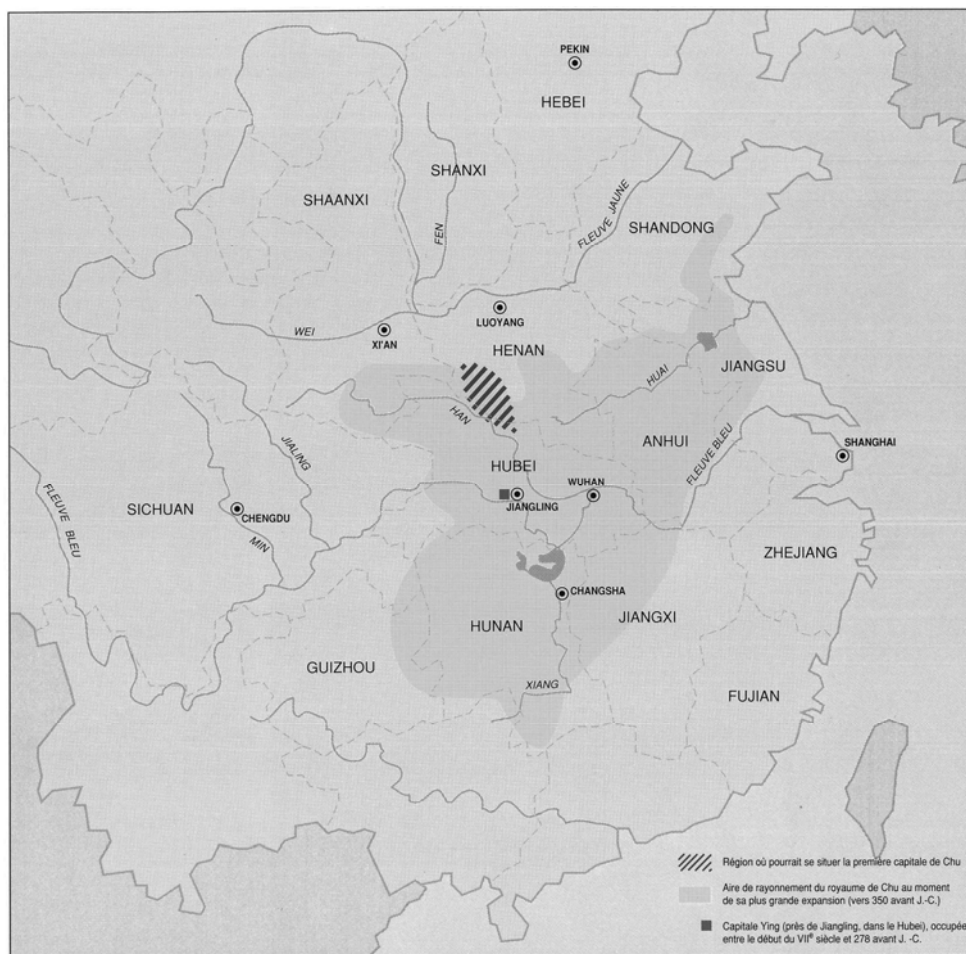 PEKIN
HEBEI
SHANXI
SHAANXI
FEN
FLEUVE JAUNE
SHANDONG
WEI
XI'AN
LUOYANG
HENAN
HUAI
JIANGSU
HAN
JIALING
ANHUI
FLEUVE BLEU
SHANGHAI
HUBEI
WUHAN
JIANGLING
FLEUVE BLEU
SICHUAN
CHENGDU
MIN
ZHEJIANG
CHANGSHA
HUNAN
JIANGXI
GUIZHOU
XIANG
FUJIAN
Région où pourrait se situer la première capitale de Chu
Aire de rayonnement du royaume de Chu au moment
de sa plus grande expansion (vers 350 avant J.-C.)
Capitale Ying (près de Jiangling, dans le Hubei), occupée
entre le début du VIIe siècle et 278 avant J. -C.